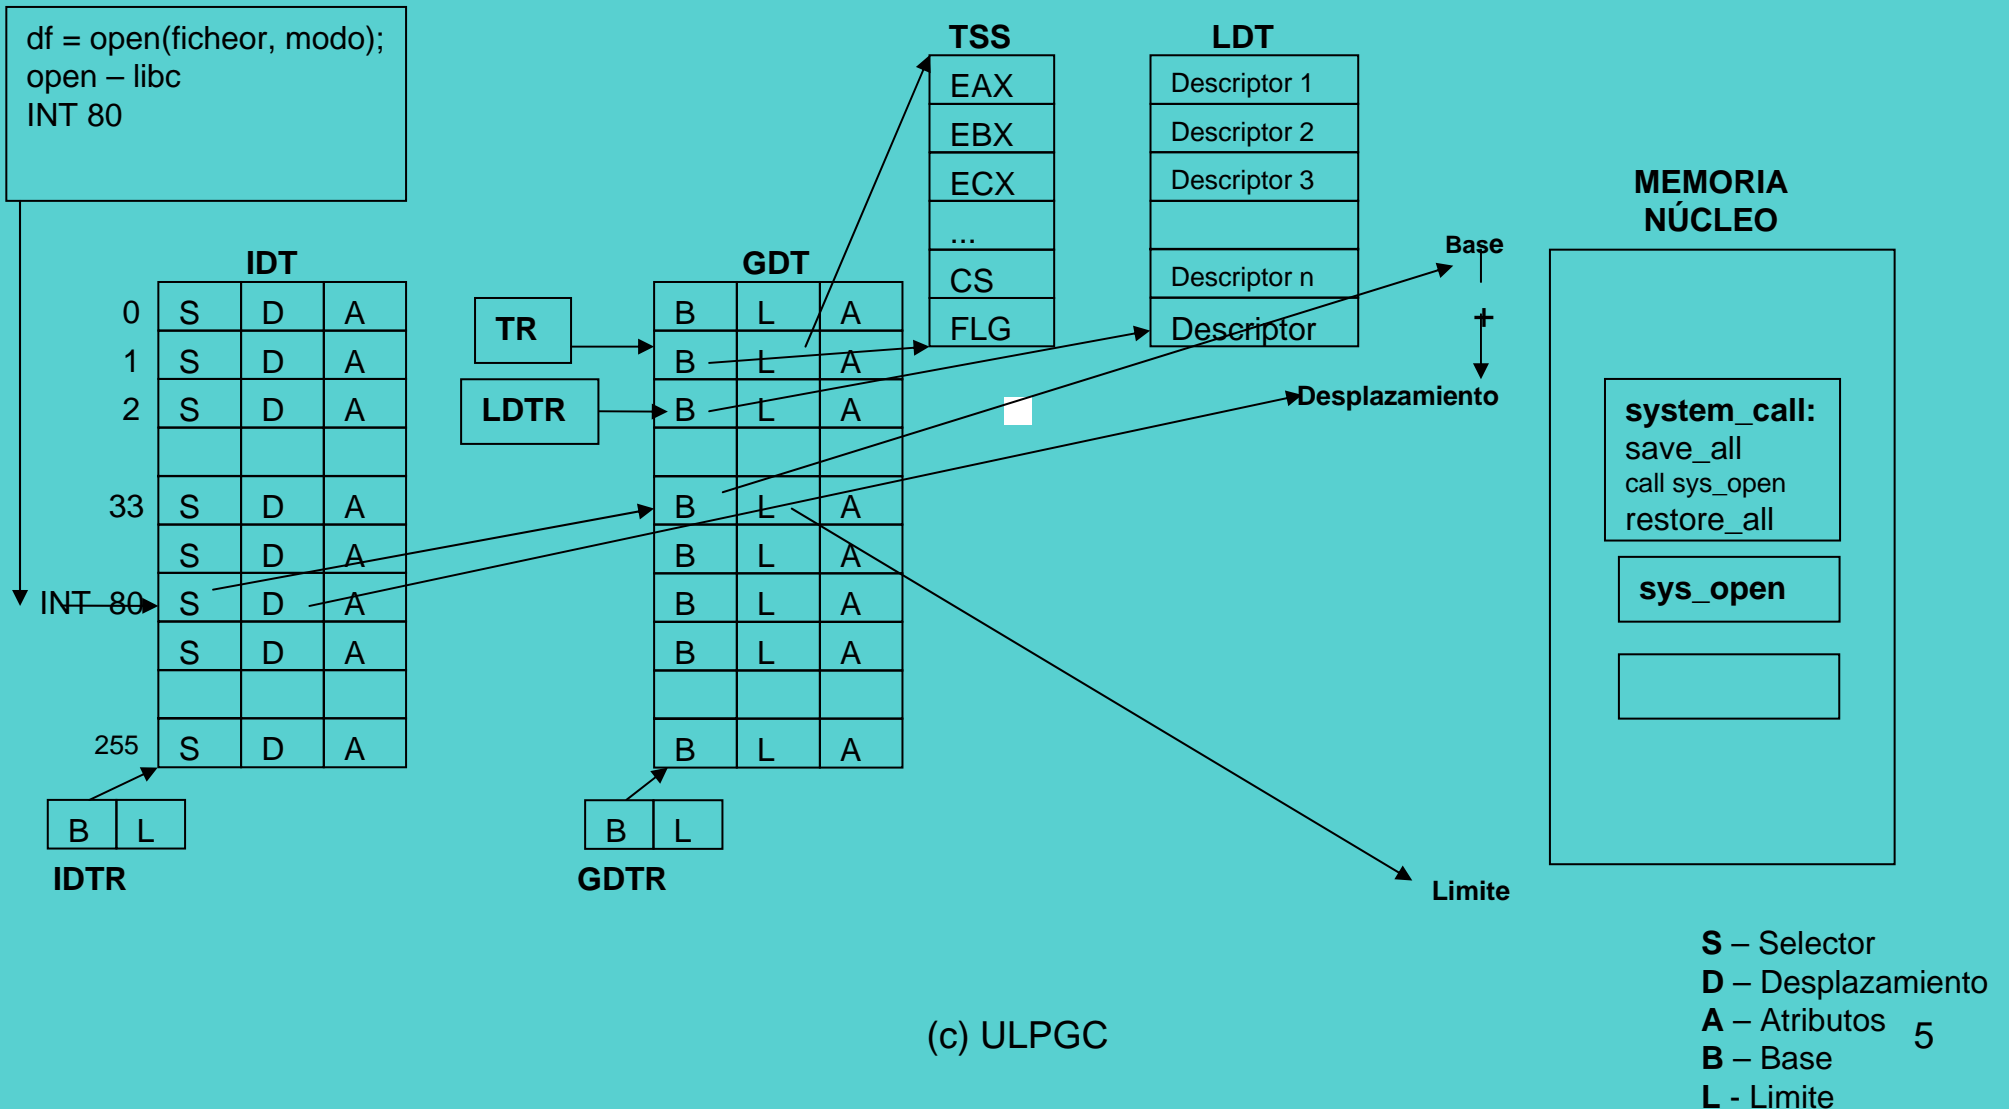 df = open(ficheor, modo);
open – libc
INT 80
TSS
EAX
EBX
ECX
...
CS
FLG
LDT
Descriptor 1
Descriptor 2
Descriptor 3
Descriptor n
Descriptor
MEMORIA
NÚCLEO
system_call:
save_all
call sys_open
restore_all
sys_open
Base
+
Desplazamiento
Limite
IDT
0 S D A
1 S D A
2 S D A
33 S D A
S D A
INT 80 S D A
S D A
255 S D A
B L
IDTR
TR
LDTR
GDT
B L A
B L A
B L A
B L A
B L A
B L A
B L A
B L A
B L
GDTR
S – Selector
D – Desplazamiento
A – Atributos
B – Base
L - Limite
(c) ULPGC
5